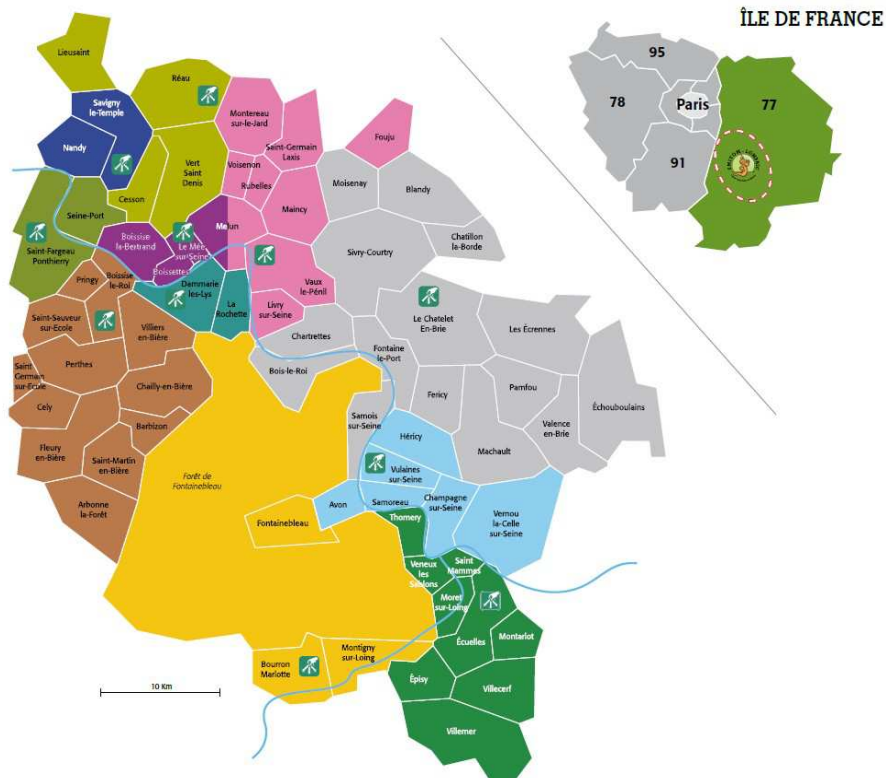 ÎLE DE FRANCE
95
78
Paris
77
91
Lieusaint
Réau
Savigny
le-Temple
Nandy
Montereau
sur-le-Jard
Saint-Germain
Laxis
Fouju
Voisenon
Rubelles
Vert
Saint
Denis
Moisenay
Blandy
Cesson
Seine-Port
Melun
Maincy
Boissise
la-Bertrand
Le Mée
sur-Seine
Boissettes
Chatillon
la-Borde
Sivry-Courtry
Saint-Fargeau
Ponthierry
Pringy
Boissise
le-Roi
Dammarie
les-Lys
La
Rochette
Vaux
le-Pénil
Livry
sur-Seine
Le Chatelet
En-Brie
Les Écrennes
Saint-Sauveur
sur-Ecole
Villiers
en-Bière
Chartrettes
Fontaine
le-Port
Bois-le-Roi
Saint
Germain
sur-Ecole
Perthes
Chailly-en-Bière
Fericy
Pamfou
Échouboulains
Cely
Barbizon
Samois
sur-Seine
Héricy
Machault
Valence
en-Brie
Fleury
en-Bière
Saint-Martin
en-Bière
Forêt de
Fontainebleau
Vulaines
sur-Seine
Arbonne
la-Forêt
Avon
Samoreau
Champagne
sur-Seine
Vernou
la-Celle
sur-Seine
Fontainebleau
Thomery
Veneux
les
Sablons
Saint
Mammes
Moret
sur-Loing
Écuelles
Montarlot
Bourron
Marlotte
Montigny
sur-Loing
Épisy
Villecerf
Villemer
10 Km